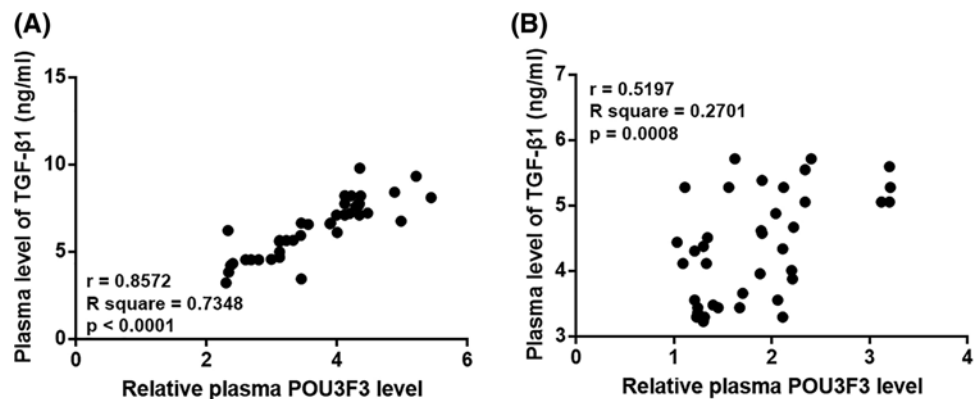 (A)
Plasma level of TGF-β1 (ng/ml)
15
10
5
0
r = 0.8572
R square = 0.7348
p < 0.0001
0 2 4 6
Relative plasma POU3F3 level
(B)
Plasma level of TGF-β1 (ng/ml)
7
6
5
4
3
r = 0.5197
R square = 0.2701
p = 0.0008
0 1 2 3 4
Relative plasma POU3F3 level